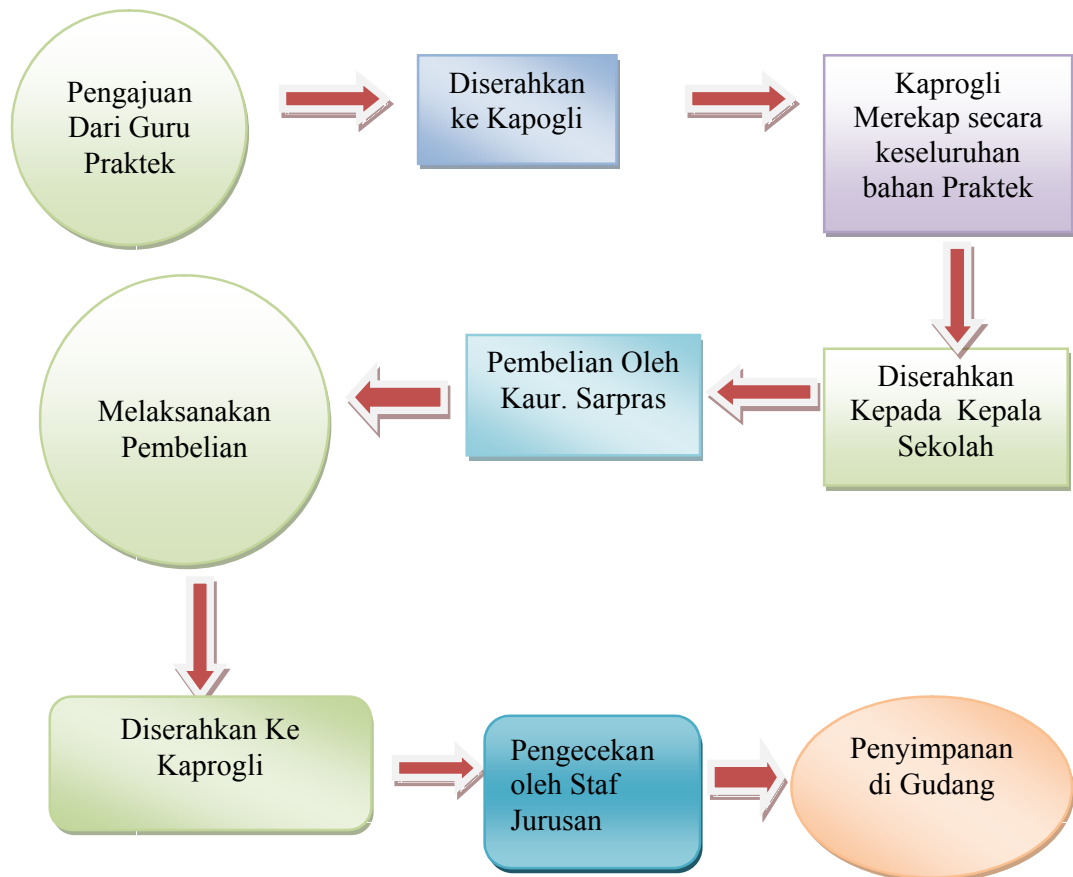 Pengajuan
Dari Guru
Praktek
Diserahkan
ke Kapogli
Kaprogli
Merekap secara
keseluruhan
bahan Praktek
Diserahkan
Kepada Kepala
Sekolah
Pembelian Oleh
Kaur. Sarpras
Melaksanakan
Pembelian
Diserahkan Ke
Kaprogli
Pengecekan
oleh Staf
Jurusan
Penyimpanan
di Gudang